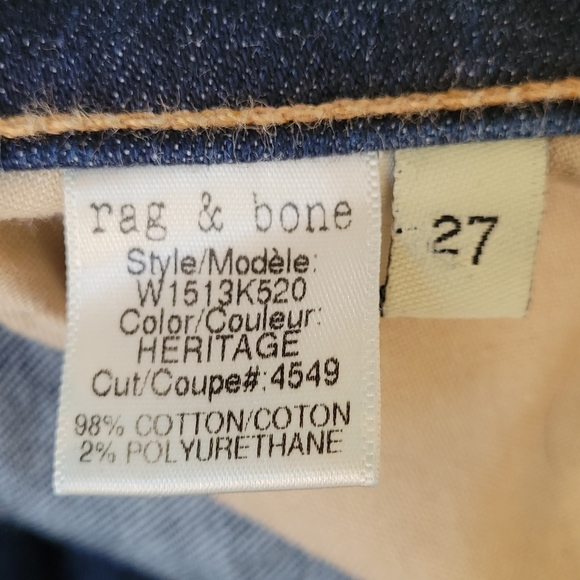 rag & bone
Style/Modèle:
W1513K520
Color/Couleur:
HERITAGE
Cut/Coupe#:4549
98% COTTON/COTON
2% POLYURETHANE
27